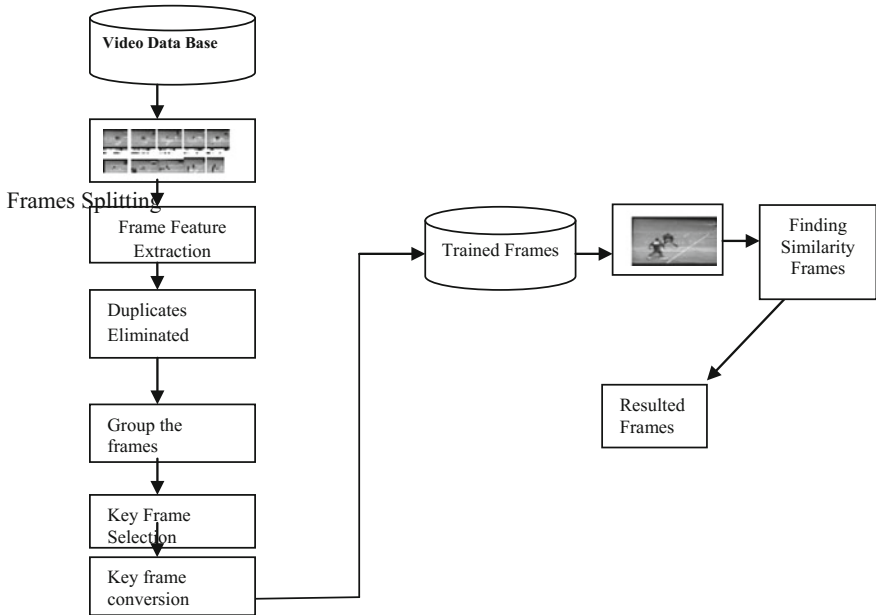 Video Data Base
Frames Splitting
Frame Feature
Extraction
Duplicates
Eliminated
Group the
frames
Key Frame
Selection
Key frame
conversion
Trained Frames
Finding
Similarity
Frames
Resulted
Frames